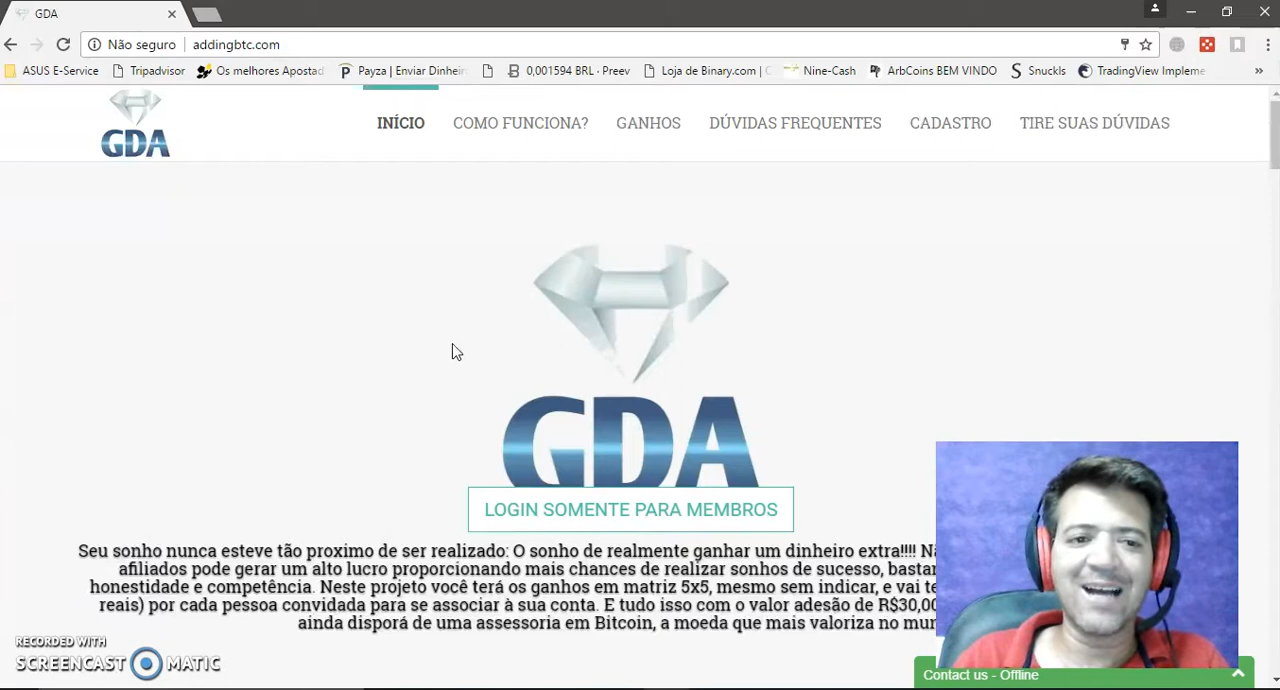 GDA
Não seguro | addingbtc.com
ASUS E-Service
Tripadvisor
Os melhores Apostad
Payza | Enviar Dinheir
0,001594 BRL - Preev
Loja de Binary.com | C
Nine-Cash
ArbCoins BEM VINDO
Snuckls
TradingView Impleme
»
GDA
INÍCIO
COMO FUNCIONA?
GANHOS
DÚVIDAS FREQUENTES
CADASTRO
TIRE SUAS DÚVIDAS
GDA
LOGIN SOMENTE PARA MEMBROS
Seu sonho nunca esteve tão proximo de ser realizado: O sonho de realmente ganhar um dinheiro extra!!!!
afiliados pode gerar um alto lucro proporcionando mais chances de realizar sonhos de sucesso,
honestidade e competência. Neste projeto você terá os ganhos em matriz 5x5, mesmo sem indicar, e vai
reais) por cada pessoa convidada para se associar à sua conta. E tudo isso com o valor adesão de R$30,00
ainda disporá de uma assessoria em Bitcoin, a moeda que mais valoriza no
RECORDED WITH
SCREENCAST MATIC
Contact us - Offline